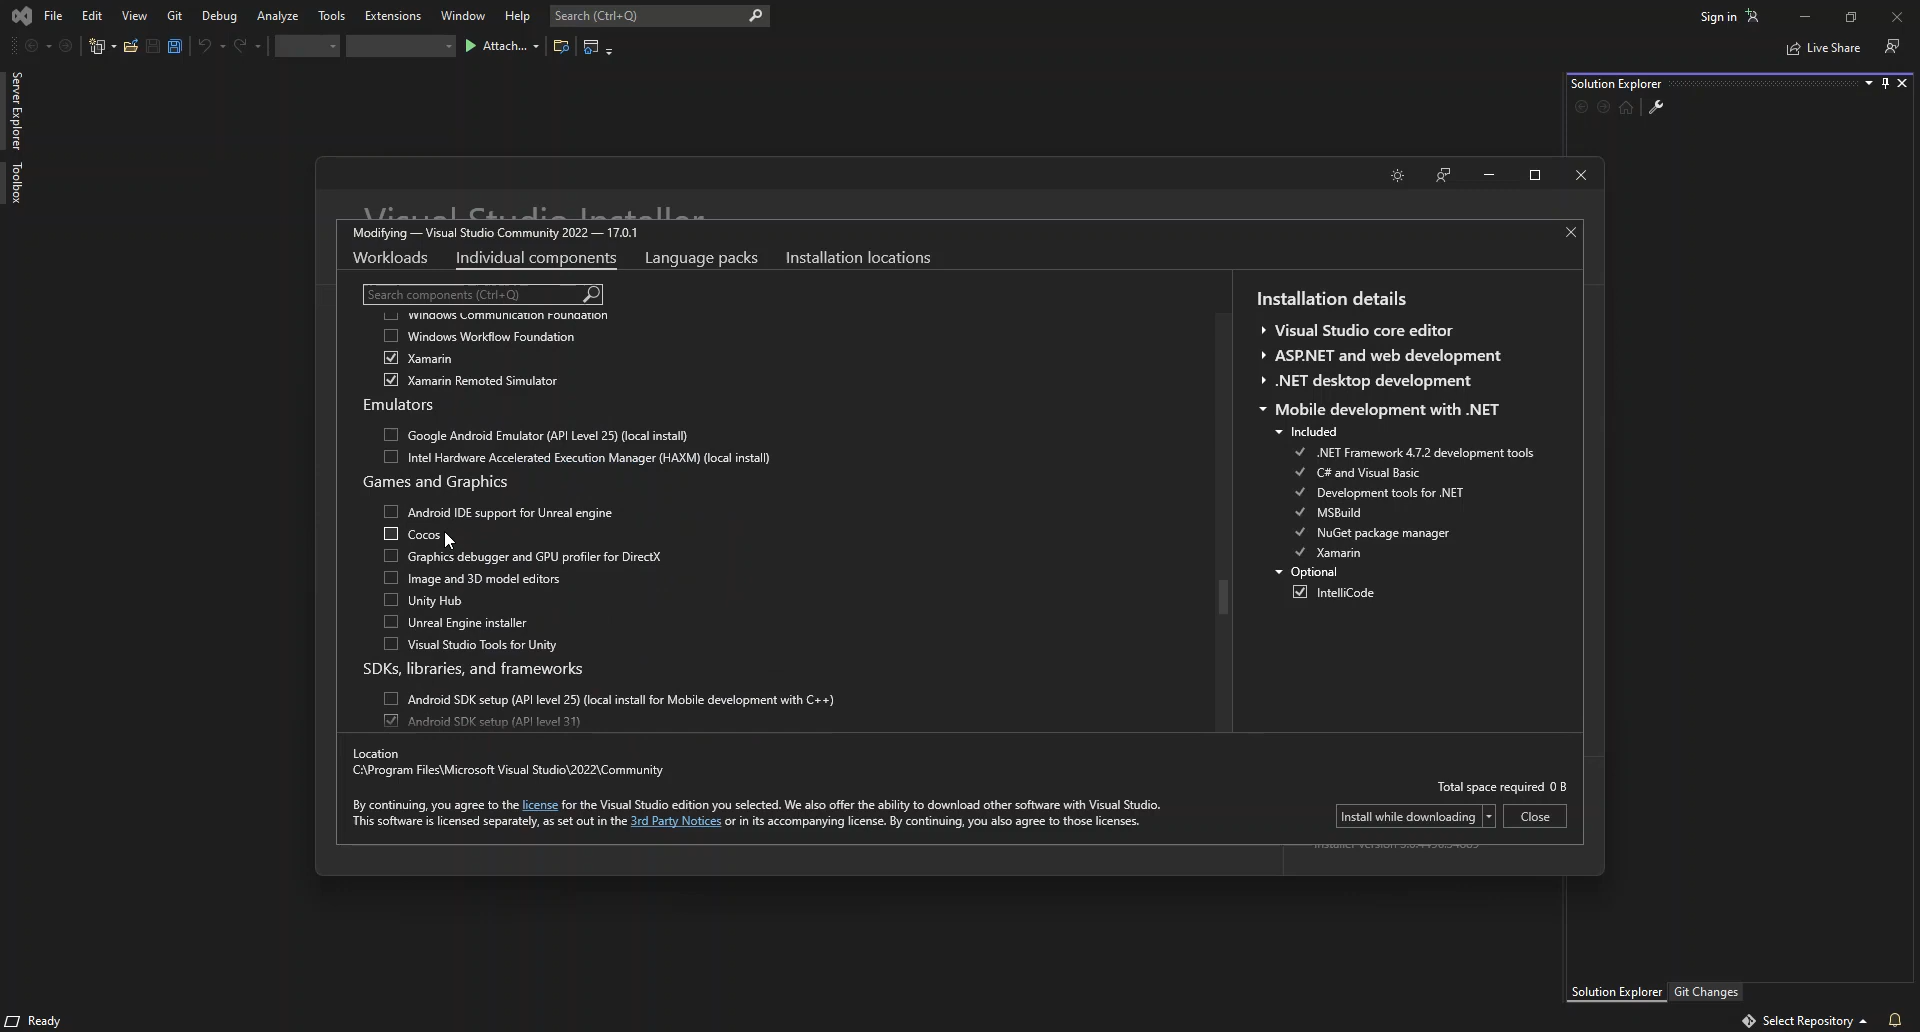 File Edit View Git Debug Analyze Tools Extensions Window Help Search (Ctrl+Q) Sign in
Attach... Live Share
Server Explorer
Toolbox
Solution Explorer
Visual Studio Installer
Modifying — Visual Studio Community 2022 — 17.0.1
Workloads Individual components Language packs Installation locations
Search components (Ctrl+Q)
Windows Communication Foundation
Windows Workflow Foundation
Xamarin
Xamarin Remoted Simulator
Emulators
Google Android Emulator (API Level 25) (local install)
Intel Hardware Accelerated Execution Manager (HAXM) (local install)
Games and Graphics
Android IDE support for Unreal engine
Cocos
Graphics debugger and GPU profiler for DirectX
Image and 3D model editors
Unity Hub
Unreal Engine installer
Visual Studio Tools for Unity
SDKs, libraries, and frameworks
Android SDK setup (API level 25) (local install for Mobile development with C++)
Android SDK setup (API level 31)
Installation details
Visual Studio core editor
ASP.NET and web development
.NET desktop development
Mobile development with .NET
Included
.NET Framework 4.7.2 development tools
C# and Visual Basic
Development tools for .NET
MSBuild
NuGet package manager
Xamarin
Optional
IntelliCode
Location
C:\Program Files\Microsoft Visual Studio\2022\Community
Total space required 0 B
By continuing, you agree to the license for the Visual Studio edition you selected. We also offer the ability to download other software with Visual Studio.
This software is licensed separately, as set out in the 3rd Party Notices or in its accompanying license. By continuing, you also agree to those licenses.
Install while downloading Close
Solution Explorer Git Changes
Ready Select Repository